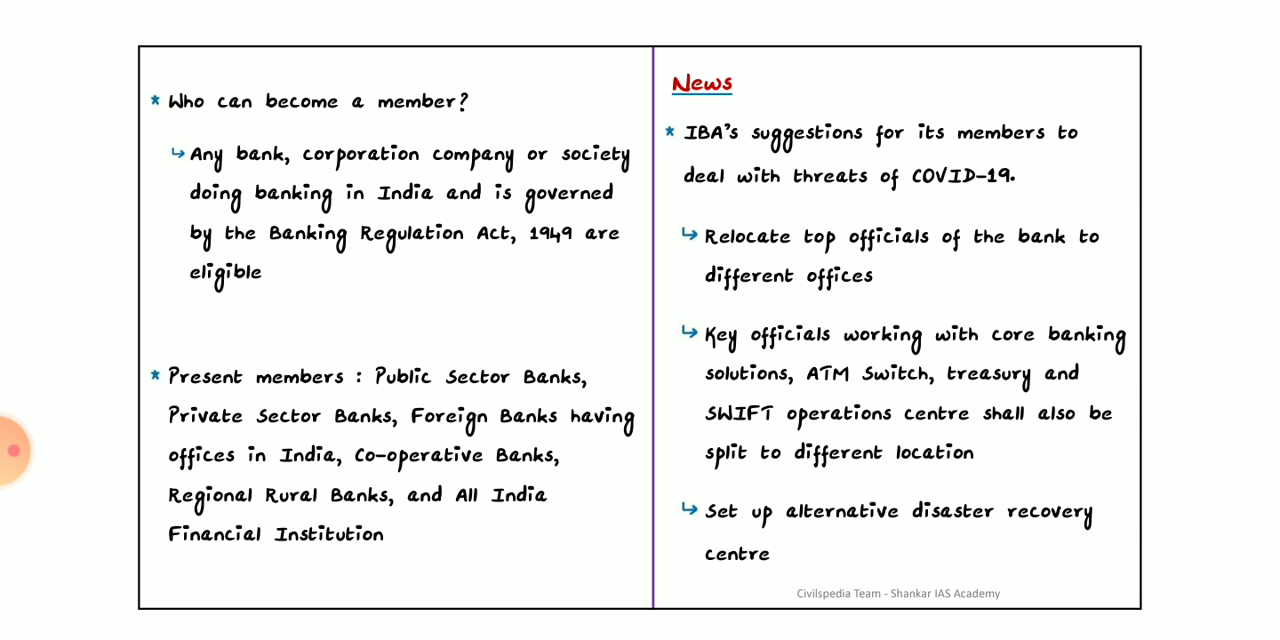 * Who can become a member?
↳ Any bank, corporation company or society
doing banking in India and is governed
by the Banking Regulation Act, 1949 are
eligible
* Present members : Public Sector Banks,
Private Sector Banks, Foreign Banks having
offices in India, Co-operative Banks,
Regional Rural Banks, and All India
Financial Institution
News
* IBA's suggestions for its members to
deal with threats of COVID-19.
↳ Relocate top officials of the bank to
different offices
↳ Key officials working with core banking
solutions, ATM Switch, treasury and
SWIFT operations centre shall also be
split to different location
↳ Set up alternative disaster recovery
centre
Civilspedia Team - Shankar IAS Academy